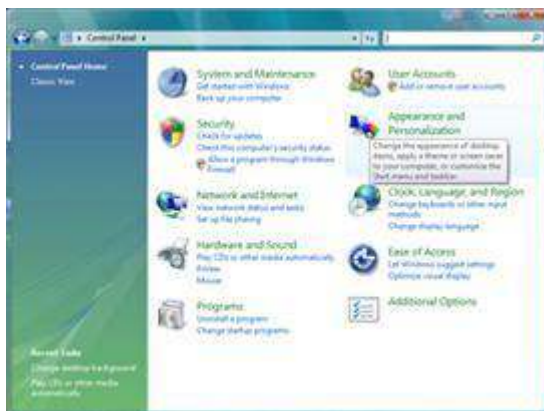 Control Panel
Control Panel Home
Classic View
System and Maintenance
Get started with Windows
Back up your computer
Security
Check for updates
Check this computer's security status
Allow a program through Windows
Firewall
Network and Internet
View network status and tasks
Set up file sharing
Hardware and Sound
Play CDs or other media automatically
Printer
Mouse
Programs
Uninstall a program
Change startup programs
User Accounts
Add or remove user accounts
Appearance and
Personalization
Change the appearance of desktop
items, apply a theme or screen saver
to your computer, or customize the
Start menu and taskbar.
Clock, Language, and Region
Change keyboards or other input
methods
Change display language
Ease of Access
Let Windows suggest settings
Optimize visual display
Additional Options
Recent Tasks
Change desktop background
Play CDs or other media
automatically